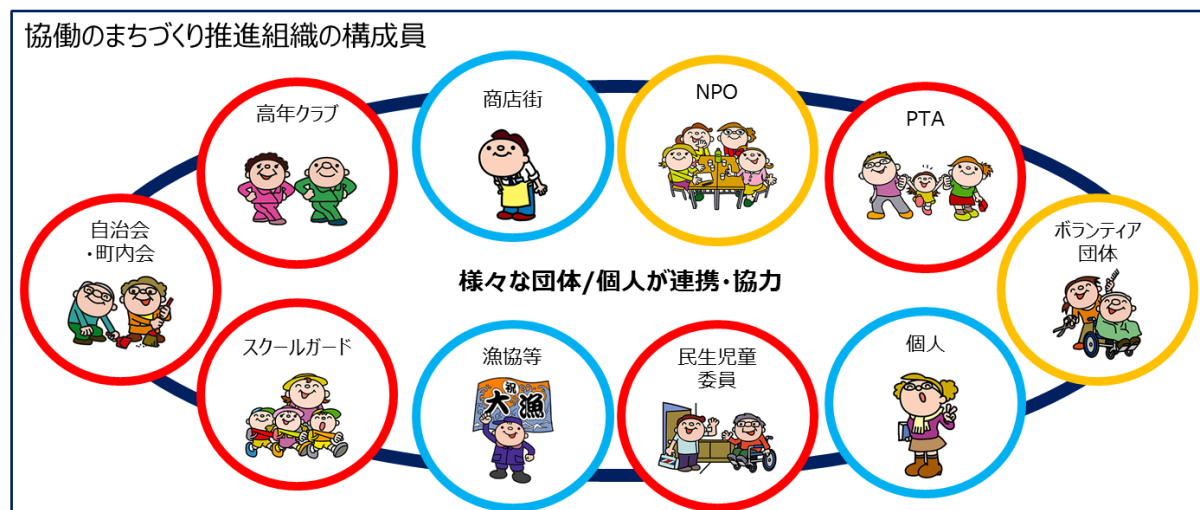 協働のまちづくり推進組織の構成員
高年クラブ
商店街
NPO
PTA
自治会
・町内会
ボランティア
団体
様々な団体/個人が連携・協力
スクールガード
漁協等
祝
大漁
民生児童
委員
個人